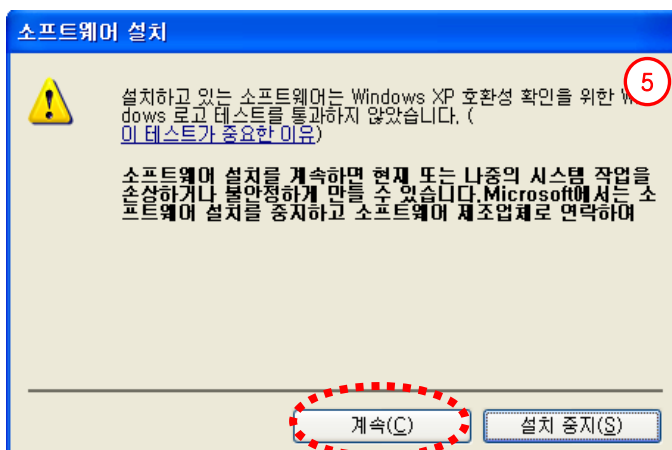 소프트웨어 설치
5
설치하고 있는 소프트웨어는 Windows XP 호환성 확인을 위한 W
dows 로고 테스트를 통과하지 않았습니다. (
이 테스트가 중요한 이유)
소프트웨어 설치를 계속하면 현재 또는 나중의 시스템 작업을
손상하거나 불안정하게 만들 수 있습니다.Microsoft에서는 소
프트웨어 설치를 중지하고 소프트웨어 제조업체로 연락하여
계속(C)
설치 중지(S)